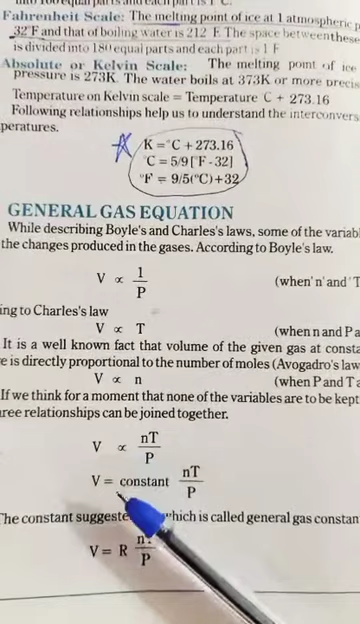 into 100 equal parts and each part is 1°C.
Fahrenheit Scale: The melting point of ice at 1 atmospheric p
32°F and that of boiling water is 212°F. The space between these
is divided into 180 equal parts and each part is 1°F
Absolute or Kelvin Scale: The melting point of ice
pressure is 273K. The water boils at 373K or more precis
Temperature on Kelvin scale = Temperature °C + 273.16
Following relationships help us to understand the interconvers
peratures.
K = °C + 273.16
°C = 5/9 [°F - 32]
°F = 9/5(°C) + 32
GENERAL GAS EQUATION
While describing Boyle's and Charles's laws, some of the variabl
the changes produced in the gases. According to Boyle's law.
V ∝ 1/P (when 'n' and 'T
ing to Charles's law
V ∝ T (when n and P a
It is a well known fact that volume of the given gas at consta
e is directly proportional to the number of moles (Avogadro's law
V ∝ n (when P and T a
If we think for a moment that none of the variables are to be kept
ree relationships can be joined together.
V ∝ nT/P
V = constant nT/P
The constant suggeste which is called general gas constan
V = R nT/P